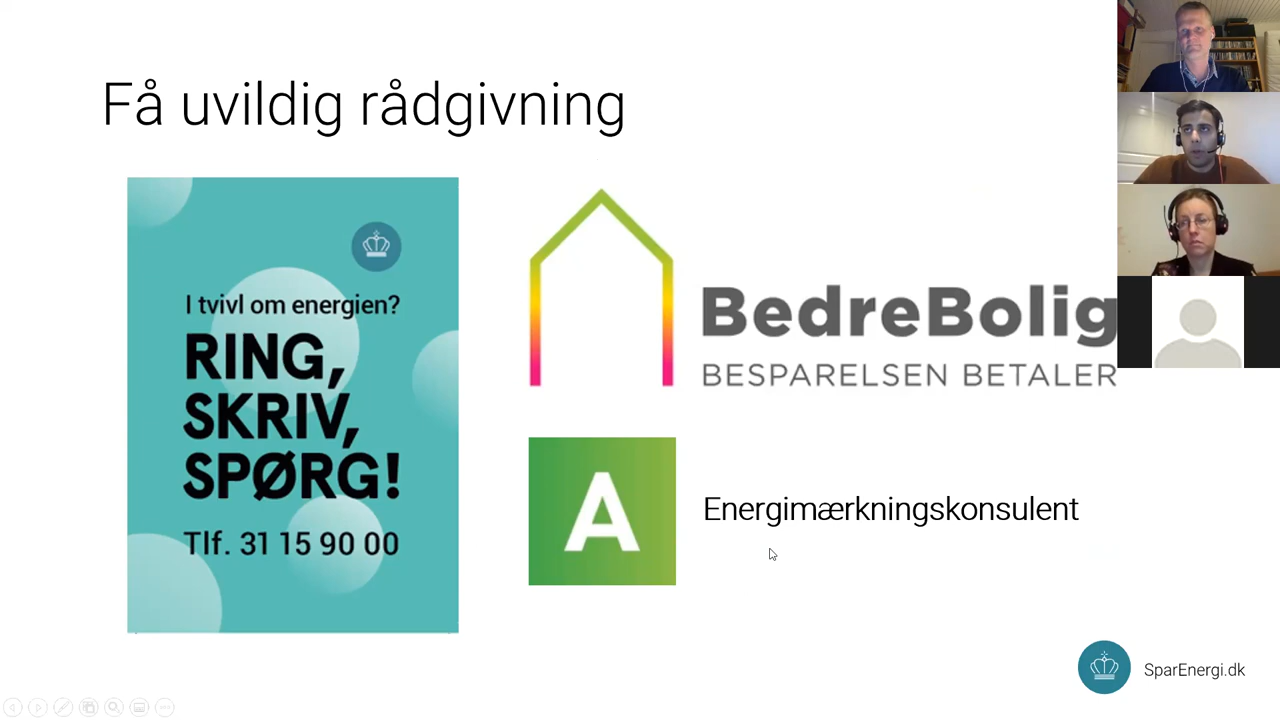 Få uvildig rådgivning
I tvivl om energien?
RING,
SKRIV,
SPØRG!
Tlf. 31 15 90 00
BedreBolig
BESPARELSEN BETALER
A
Energimærkningskonsulent
SparEnergi.dk